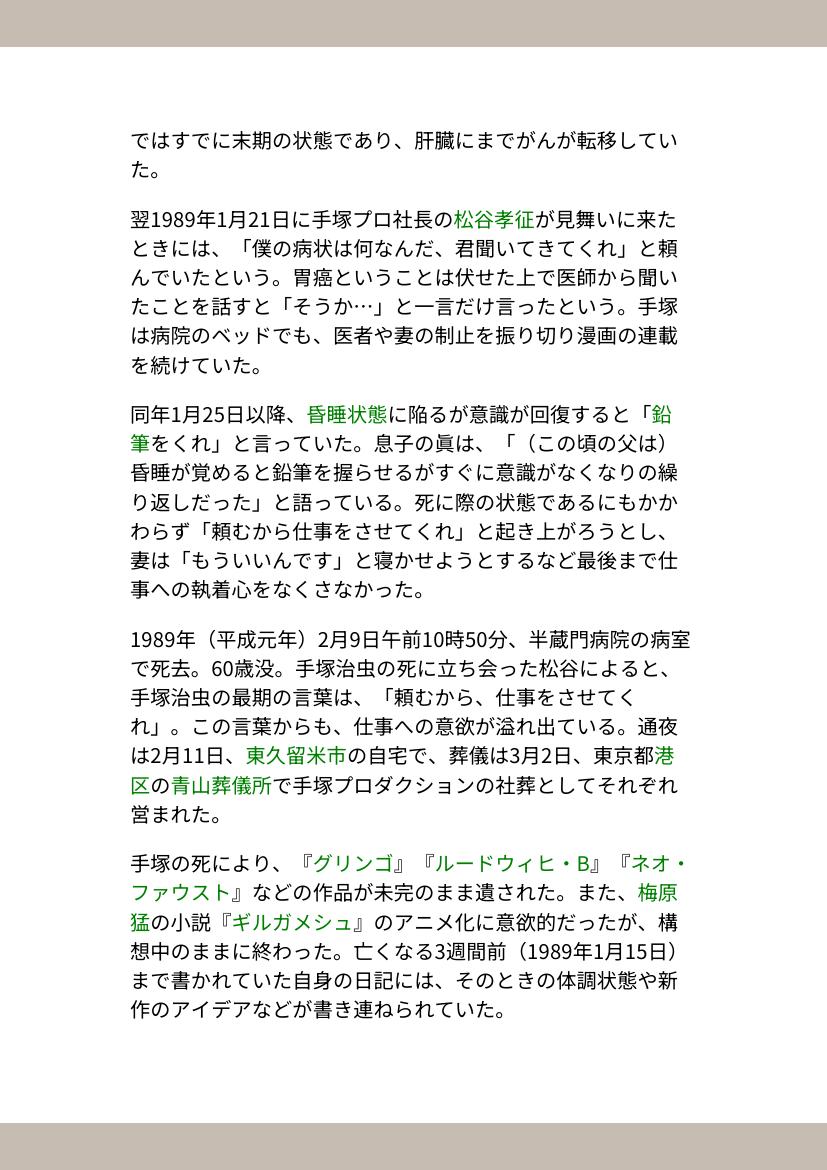 ではすでに末期の状態であり、肝臓にまでがんが転移してい
た。
翌1989年1月21日に手塚プロ社長の松谷孝征が見舞いに来た
ときには、「僕の病状は何なんだ、君聞いてきてくれ」と頼
んでいたという。胃癌ということは伏せた上で医師から聞い
たことを話すと「そうか…」と一言だけ言ったという。手塚
は病院のベッドでも、医者や妻の制止を振り切り漫画の連載
を続けていた。
同年1月25日以降、昏睡状態に陥るが意識が回復すると「鉛
筆をくれ」と言っていた。息子の眞は、「（この頃の父は）
昏睡が覚めると鉛筆を握らせるがすぐに意識がなくなりの繰
り返しだった」と語っている。死に際の状態であるにもかか
わらず「頼むから仕事をさせてくれ」と起き上がろうとし、
妻は「もういいんです」と寝かせようとするなど最後まで仕
事への執着心をなくさなかった。
1989年（平成元年）2月9日午前10時50分、半蔵門病院の病室
で死去。60歳没。手塚治虫の死に立ち会った松谷によると、
手塚治虫の最期の言葉は、「頼むから、仕事をさせてく
れ」。この言葉からも、仕事への意欲が溢れ出ている。通夜
は2月11日、東久留米市の自宅で、葬儀は3月2日、東京都港
区の青山葬儀所で手塚プロダクションの社葬としてそれぞれ
営まれた。
手塚の死により、『グリンゴ』『ルードウィヒ・B』『ネオ・
ファウスト』などの作品が未完のまま遺された。また、梅原
猛の小説『ギルガメシュ』のアニメ化に意欲的だったが、構
想中のままに終わった。亡くなる3週間前（1989年1月15日）
まで書かれていた自身の日記には、そのときの体調状態や新
作のアイデアなどが書き連ねられていた。